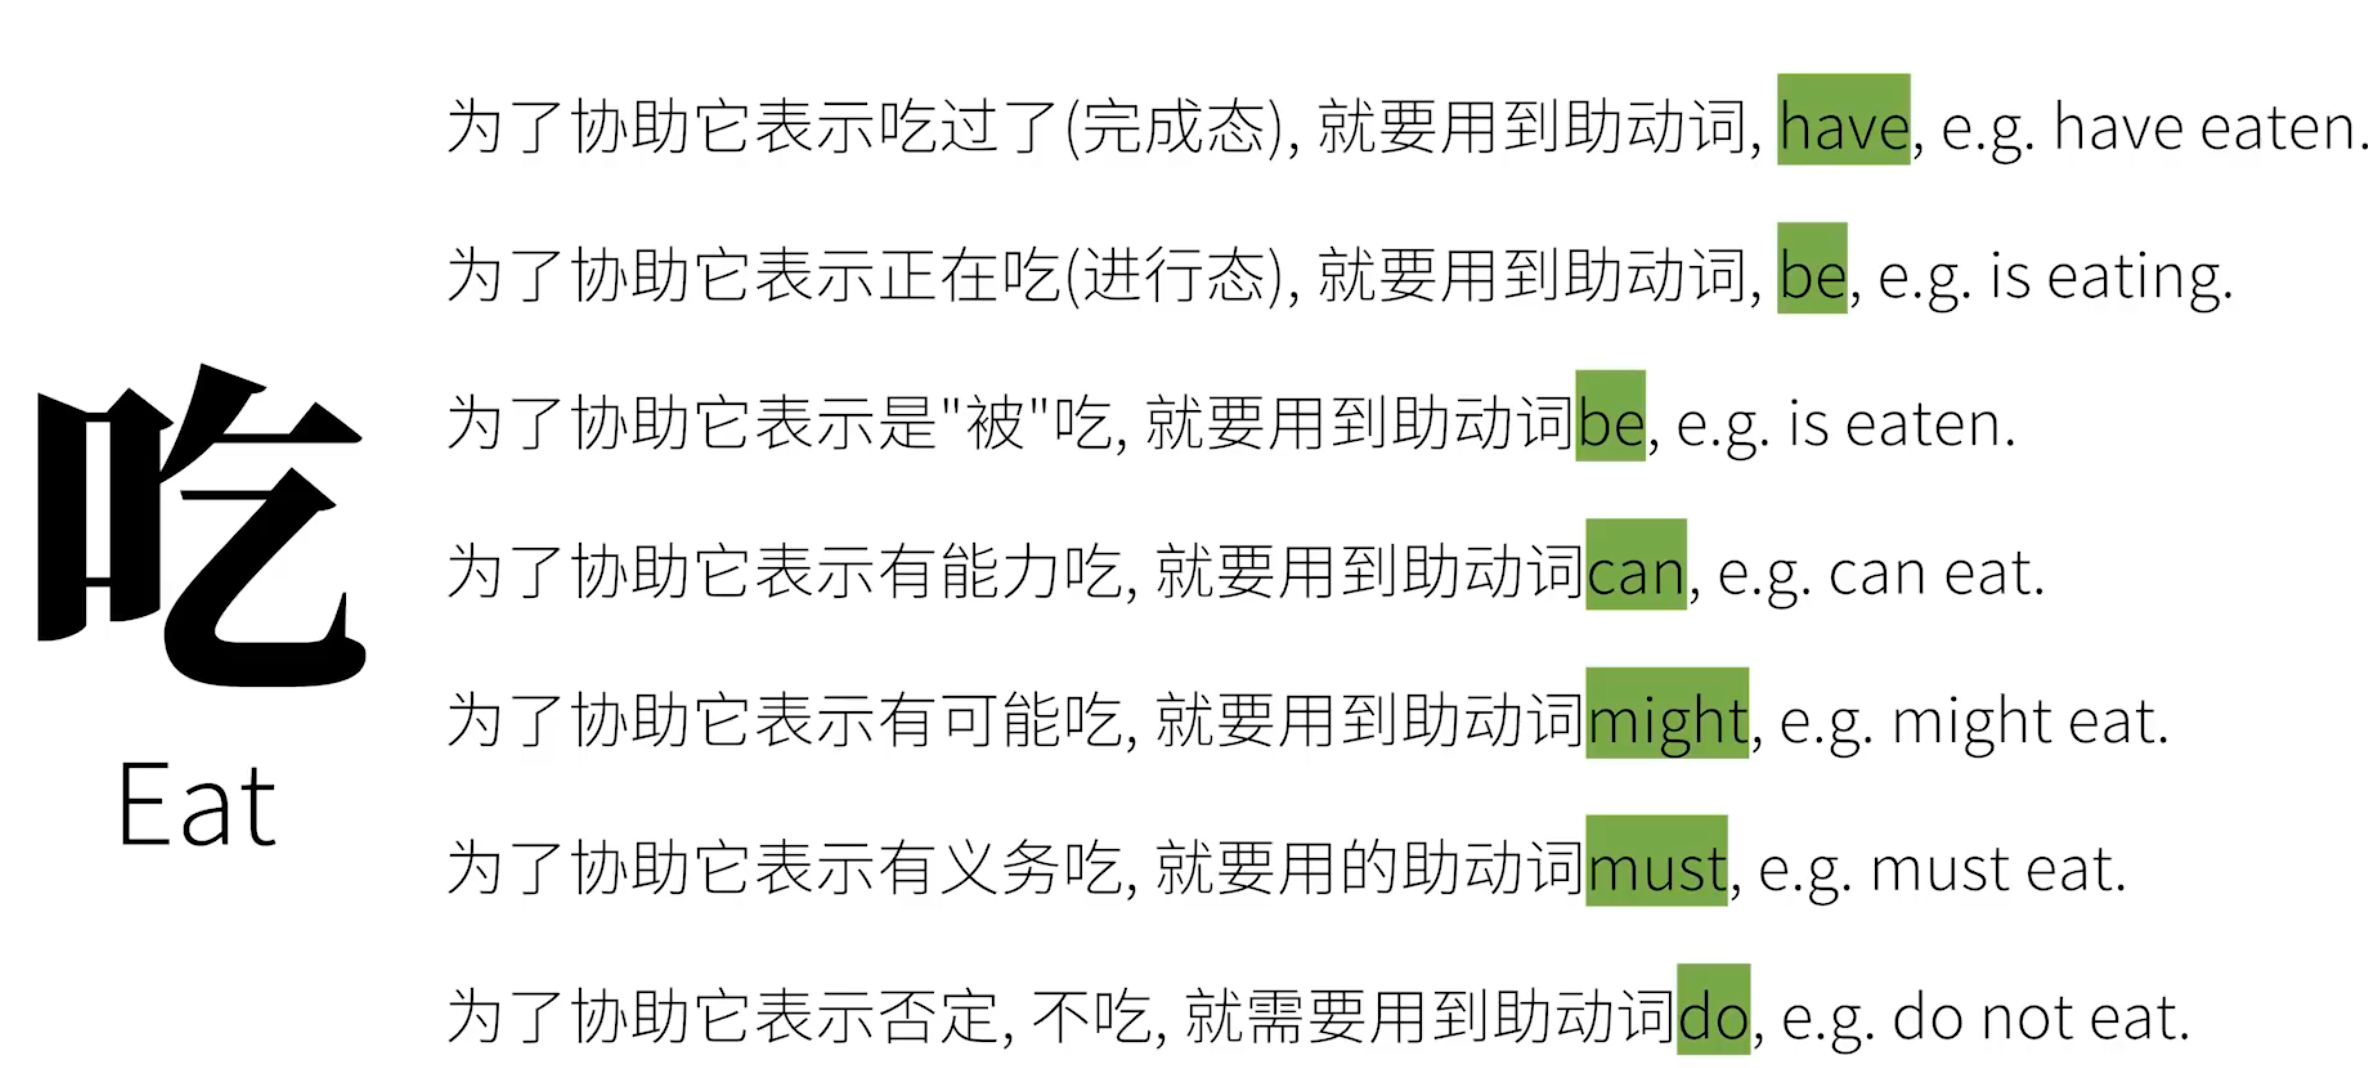 为了协助它表示吃过了(完成态), 就要用到助动词, have, e.g. have eaten.
为了协助它表示正在吃(进行态), 就要用到助动词, be, e.g. is eating.
为了协助它表示是"被"吃, 就要用到助动词be, e.g. is eaten.
为了协助它表示有能力吃, 就要用到助动词can, e.g. can eat.
为了协助它表示有可能吃, 就要用到助动词might, e.g. might eat.
为了协助它表示有义务吃, 就要用的助动词must, e.g. must eat.
为了协助它表示否定, 不吃, 就需要用到助动词do, e.g. do not eat.
吃
Eat